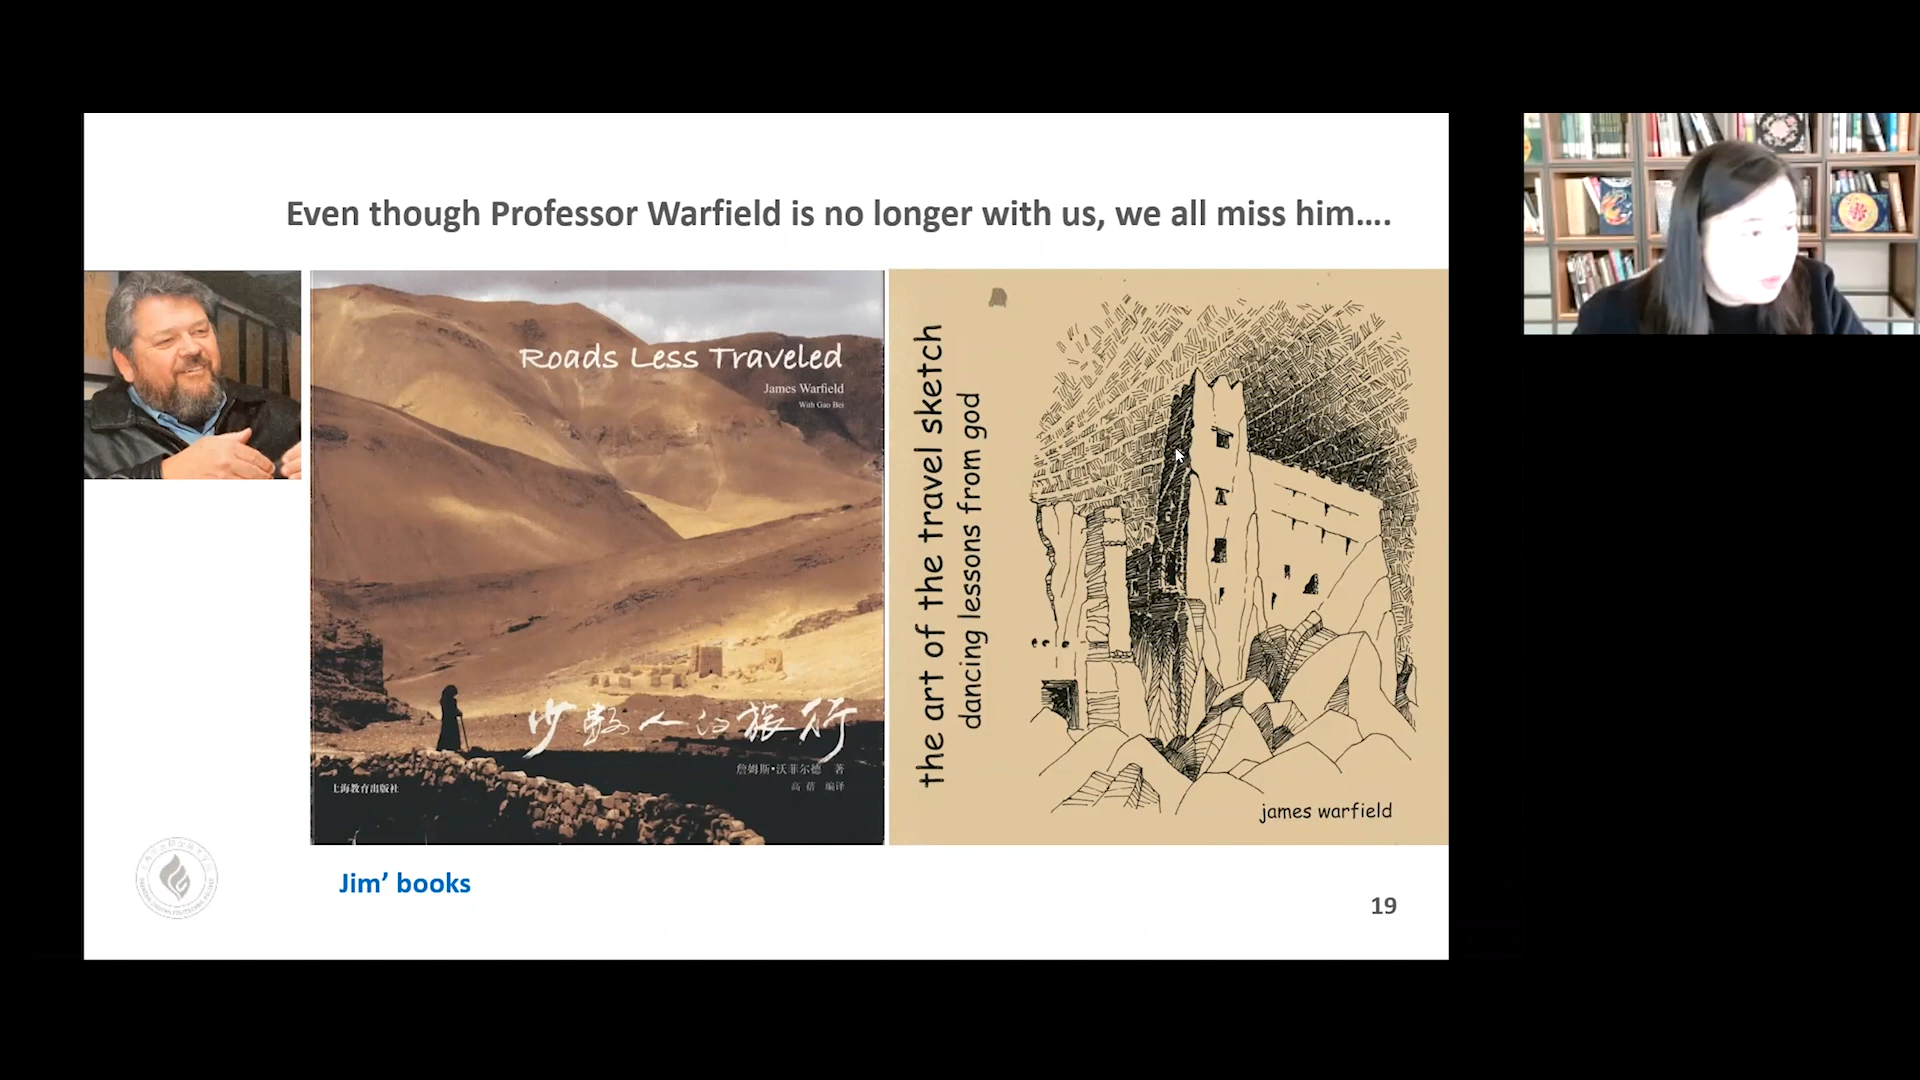 Even though Professor Warfield is no longer with us, we all miss him....
Roads Less Traveled
James Warfield
With Gao Bei
少数人的旅行
詹姆斯•沃菲尔德 著
高蓓 编译
上海教育出版社
the art of the travel sketch
dancing lessons from god
james warfield
Jim’ books
19